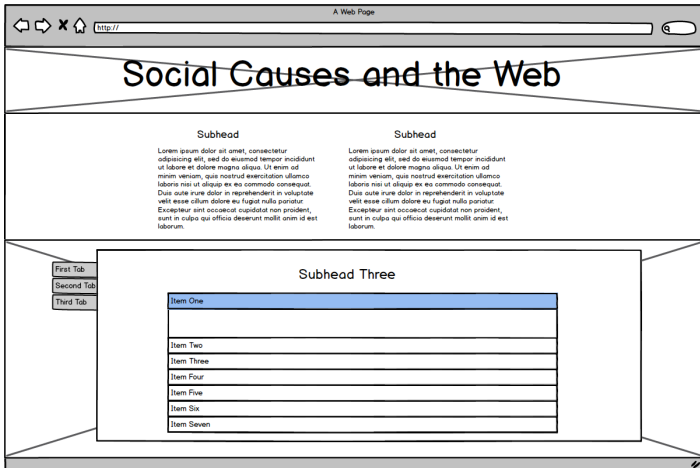 A Web Page
http://
Social Causes and the Web
Subhead
Lorem ipsum dolor sit amet, consectetur
adipisicing elit, sed do eiusmod tempor incididunt
ut labore et dolore magna aliqua. Ut enim ad
minim veniam, quis nostrud exercitation ullamco
laboris nisi ut aliquip ex ea commodo consequat.
Duis aute irure dolor in reprehenderit in voluptate
velit esse cillum dolore eu fugiat nulla pariatur.
Excepteur sint occaecat cupidatat non proident,
sunt in culpa qui officia deserunt mollit anim id est
laborum.
Subhead
Lorem ipsum dolor sit amet, consectetur
adipisicing elit, sed do eiusmod tempor incididunt
ut labore et dolore magna aliqua. Ut enim ad
minim veniam, quis nostrud exercitation ullamco
laboris nisi ut aliquip ex ea commodo consequat.
Duis aute irure dolor in reprehenderit in voluptate
velit esse cillum dolore eu fugiat nulla pariatur.
Excepteur sint occaecat cupidatat non proident,
sunt in culpa qui officia deserunt mollit anim id est
laborum.
First Tab
Second Tab
Third Tab
Subhead Three
Item One
Item Two
Item Three
Item Four
Item Five
Item Six
Item Seven